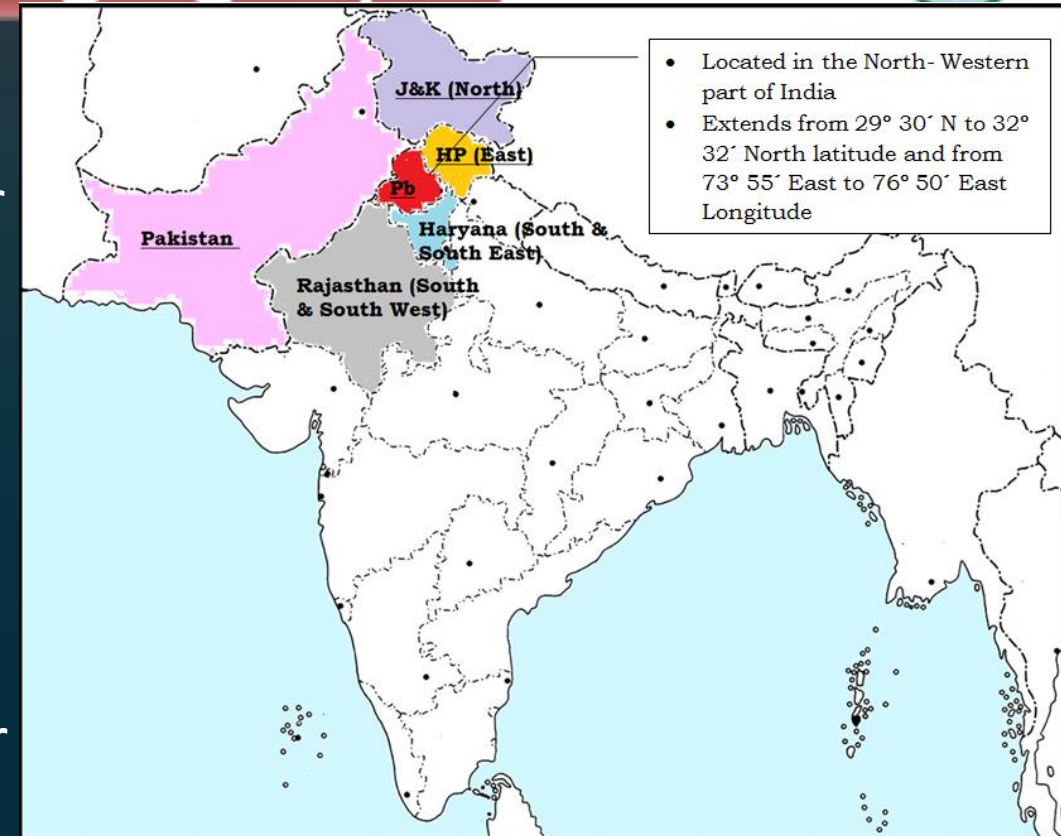 J&K (North)
HP (East)
Pb
Pakistan
Haryana (South &
South East)
Rajasthan (South
& South West)
• Located in the North- Western
part of India
• Extends from 29° 30´ N to 32°
32´ North latitude and from
73° 55´ East to 76° 50´ East
Longitude
r
r